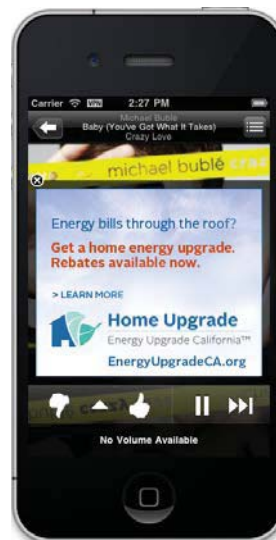 Carrier VPN 2:27 PM
Michael Bublé
Baby (You've Got What It Takes)
Crazy Love
michael bublé
Energy bills through the roof?
Get a home energy upgrade.
Rebates available now.
> LEARN MORE
Home Upgrade
Energy Upgrade California™
EnergyUpgradeCA.org
No Volume Available